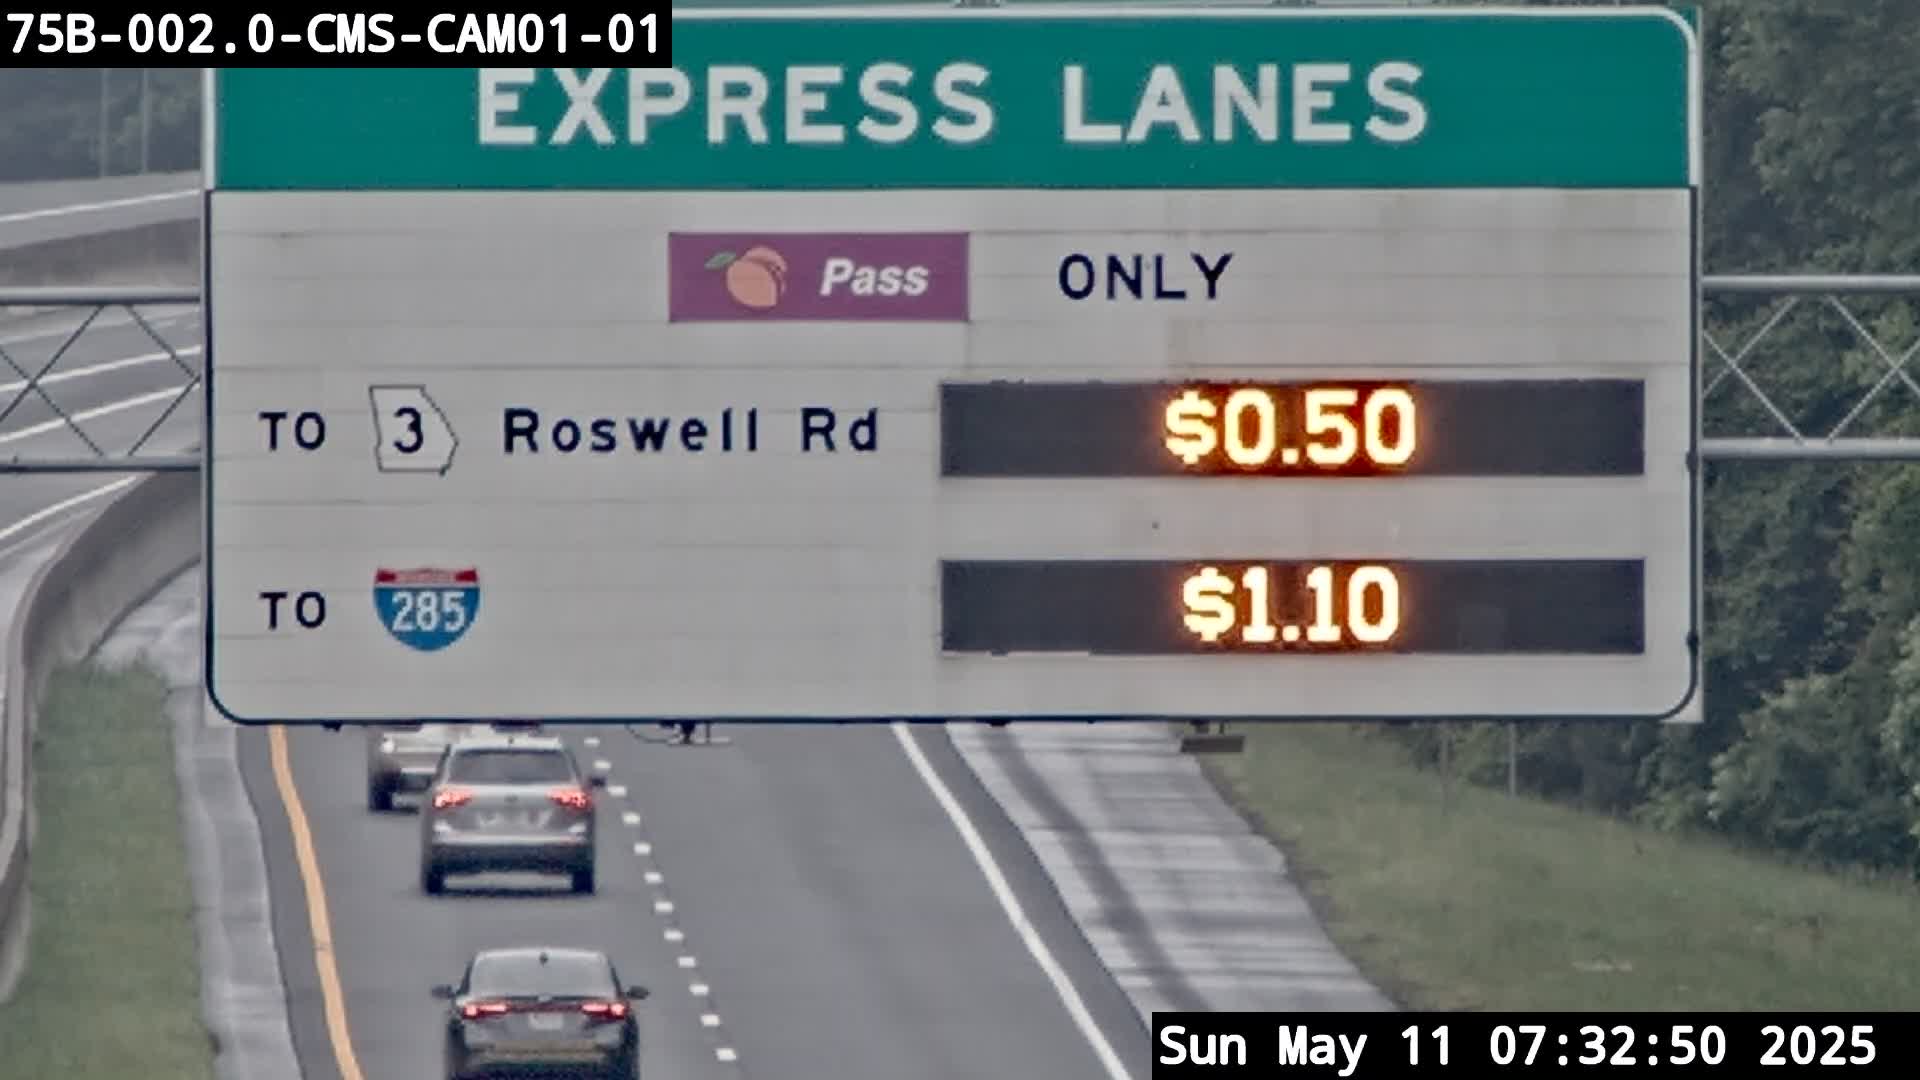 75B-002.0-CMS-CAM01-01
EXPRESS LANES
Pass ONLY
TO 3 Roswell Rd $0.50
TO 285 $1.10
Sun May 11 07:32:50 2025